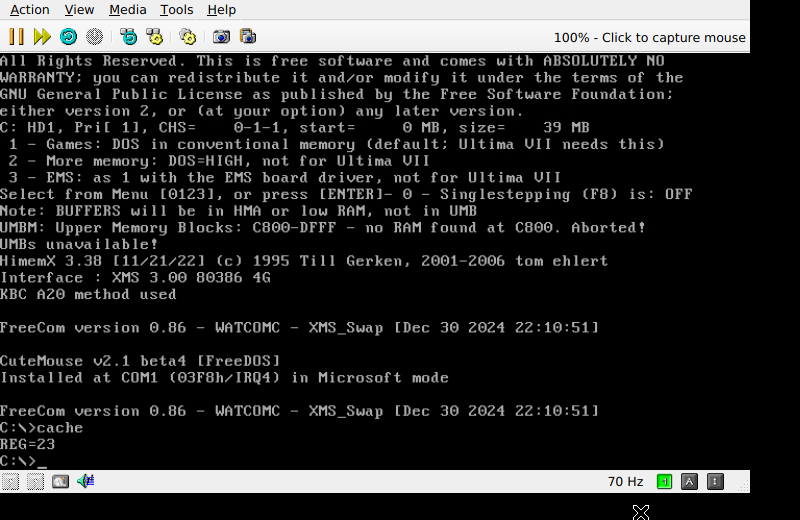 Action View Media Tools Help
100% - Click to capture mouse
All Rights Reserved. This is free software and comes with ABSOLUTELY NO
WARRANTY; you can redistribute it and/or modify it under the terms of the
GNU General Public License as published by the Free Software Foundation;
either version 2, or (at your option) any later version.
C: HD1, Pri[ 1], CHS=    0-1-1, start=     0 MB, size=    39 MB
 1 - Games: DOS in conventional memory (default; Ultima VII needs this)
 2 - More memory: DOS=HIGH, not for Ultima VII
 3 - EMS: as 1 with the EMS board driver, not for Ultima VII
Select from Menu [0123], or press [ENTER]- 0 - Singlestepping (F8) is: OFF
Note: BUFFERS will be in HMA or low RAM, not in UMB
UMBM: Upper Memory Blocks: C800-DFFF - no RAM found at C800. Aborted!
UMBs unavailable!
HimemX 3.38 [11/21/22] (c) 1995 Till Gerken, 2001-2006 tom ehlert
Interface : XMS 3.00 80386 4G
KBC A20 method used
FreeCom version 0.86 - WATCOMC - XMS_Swap [Dec 30 2024 22:10:51]
CuteMouse v2.1 beta4 [FreeDOS]
Installed at COM1 (03F8h/IRQ4) in Microsoft mode
FreeCom version 0.86 - WATCOMC - XMS_Swap [Dec 30 2024 22:10:51]
C:\>cache
REG=23
C:\>_
70 Hz
A